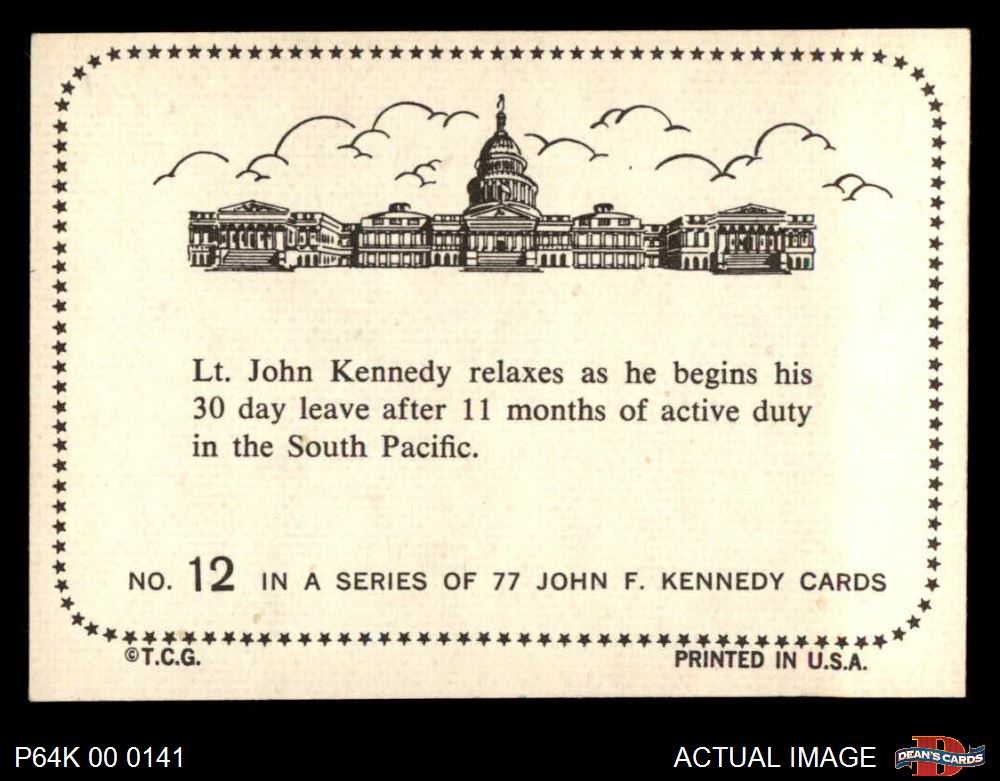 Lt. John Kennedy relaxes as he begins his
30 day leave after 11 months of active duty
in the South Pacific.
NO. 12 IN A SERIES OF 77 JOHN F. KENNEDY CARDS
©T.C.G. PRINTED IN U.S.A.
P64K 00 0141 ACTUAL IMAGE DEAN'S CARDS